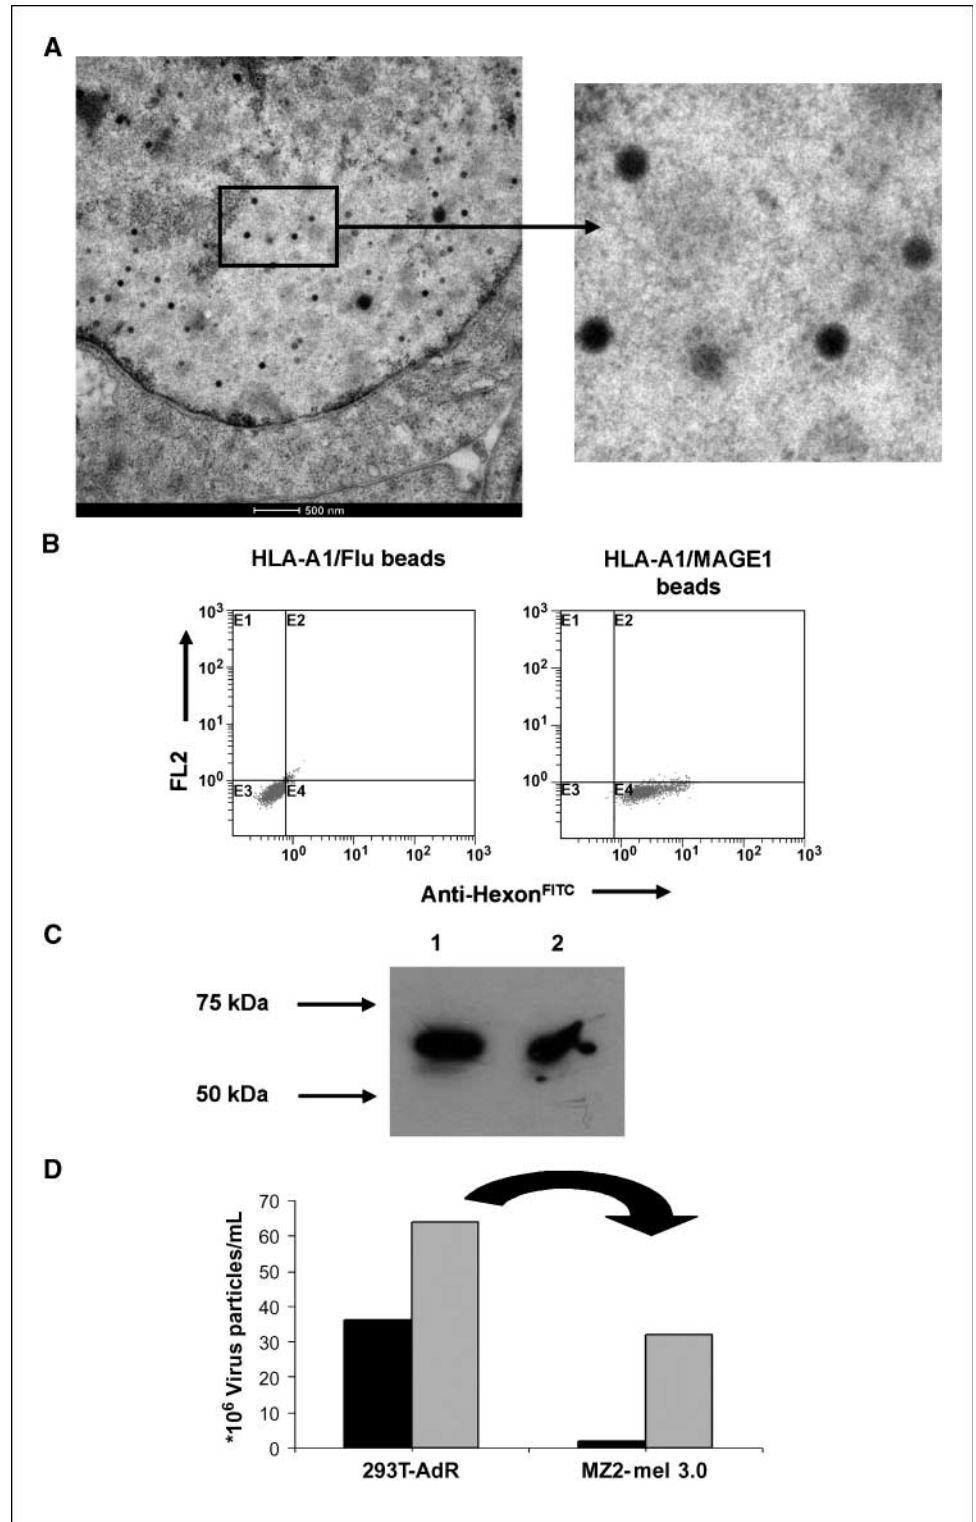 A
500 nm
B
HLA-A1/Flu beads
HLA-A1/MAGE1
beads
10³
E1
E2
10²
10¹
10⁰
E3
E4
10⁰
10¹
10²
10³
FL2
10³
E1
E2
10²
10¹
10⁰
E3
E4
10⁰
10¹
10²
10³
Anti-Hexonᶠᴵᵀᶜ
C
1
2
75 kDa
50 kDa
D
70
60
50
40
30
20
10
0
*10⁶ Virus particles/mL
293T-AdR
MZ2-mel 3.0